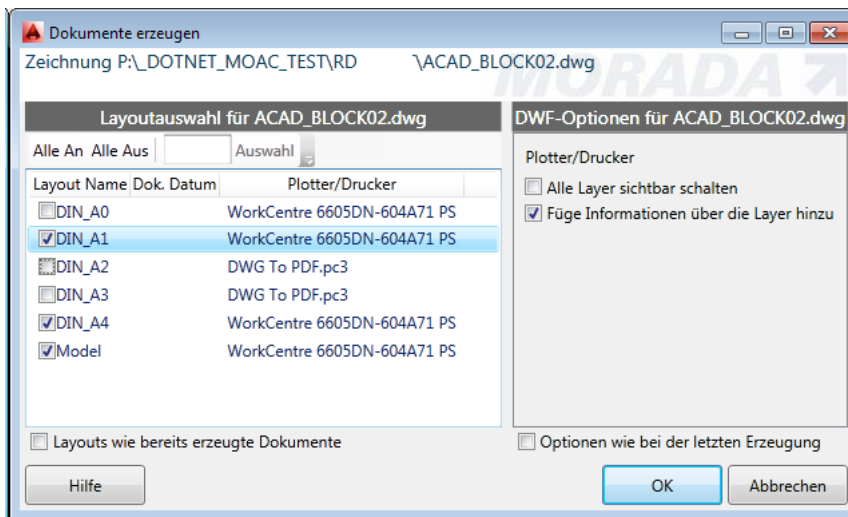 Dokumente erzeugen
Zeichnung P:\_DOTNET_MOAC_TEST\RD \ACAD_BLOCK02.dwg
MORADA
Layoutauswahl für ACAD_BLOCK02.dwg
Alle An Alle Aus Auswahl
Layout Name Dok. Datum Plotter/Drucker
DIN_A0 WorkCentre 6605DN-604A71 PS
DIN_A1 WorkCentre 6605DN-604A71 PS
DIN_A2 DWG To PDF.pc3
DIN_A3 DWG To PDF.pc3
DIN_A4 WorkCentre 6605DN-604A71 PS
Model WorkCentre 6605DN-604A71 PS
Layouts wie bereits erzeugte Dokumente
DWF-Optionen für ACAD_BLOCK02.dwg
Plotter/Drucker
Alle Layer sichtbar schalten
Füge Informationen über die Layer hinzu
Optionen wie bei der letzten Erzeugung
Hilfe OK Abbrechen